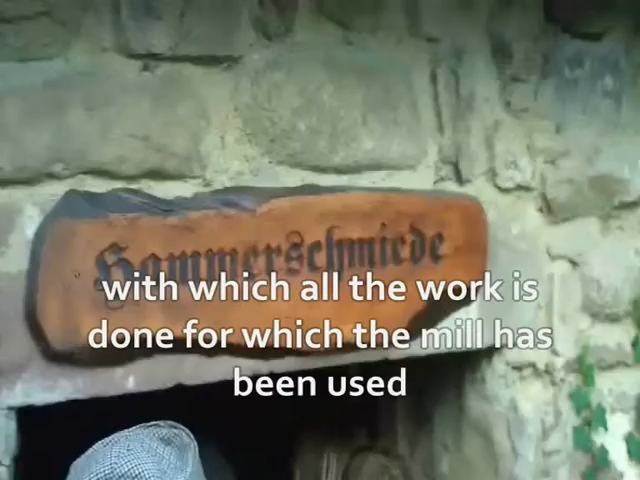 Hammerschmiede
with which all the work is
done for which the mill has
been used